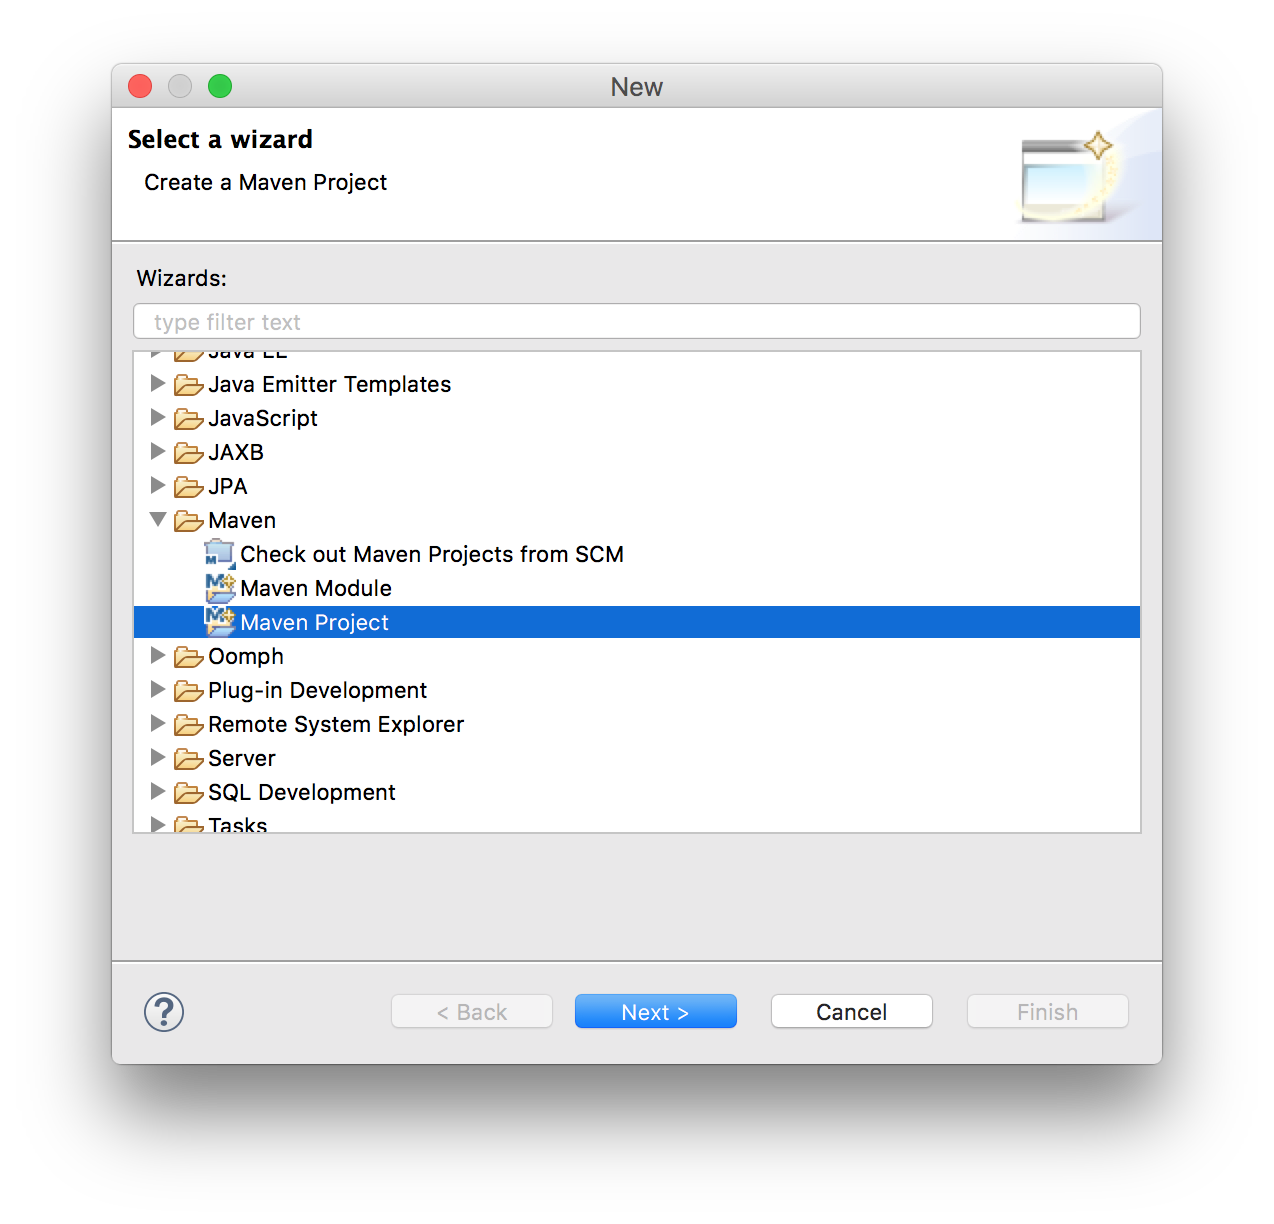 New
Select a wizard
Create a Maven Project
Wizards:
type filter text
Java EE
Java Emitter Templates
JavaScript
JAXB
JPA
Maven
Check out Maven Projects from SCM
Maven Module
Maven Project
Oomph
Plug-in Development
Remote System Explorer
Server
SQL Development
Tasks
? < Back Next > Cancel Finish